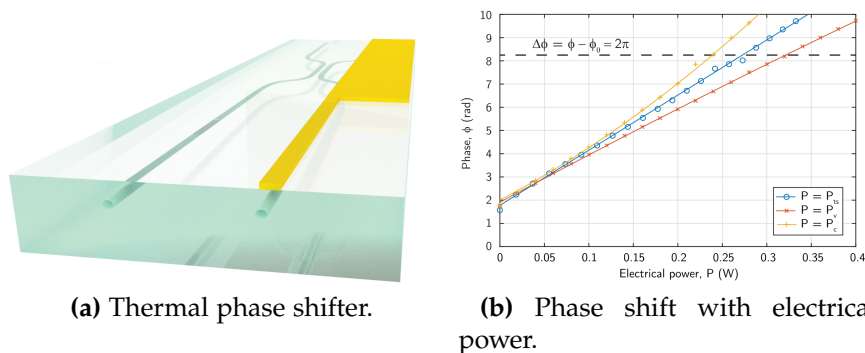 (b)
10
9
Δϕ = ϕ − ϕ₀ = 2π
8
7
6
5
4
3
2
1
0
Phase, ϕ (rad)
P = Pts
P = Pv
P = Pc
0 0.05 0.1 0.15 0.2 0.25 0.3 0.35 0.4
Electrical power, P (W)
(a) Thermal phase shifter.
(b) Phase shift with electrica
power.